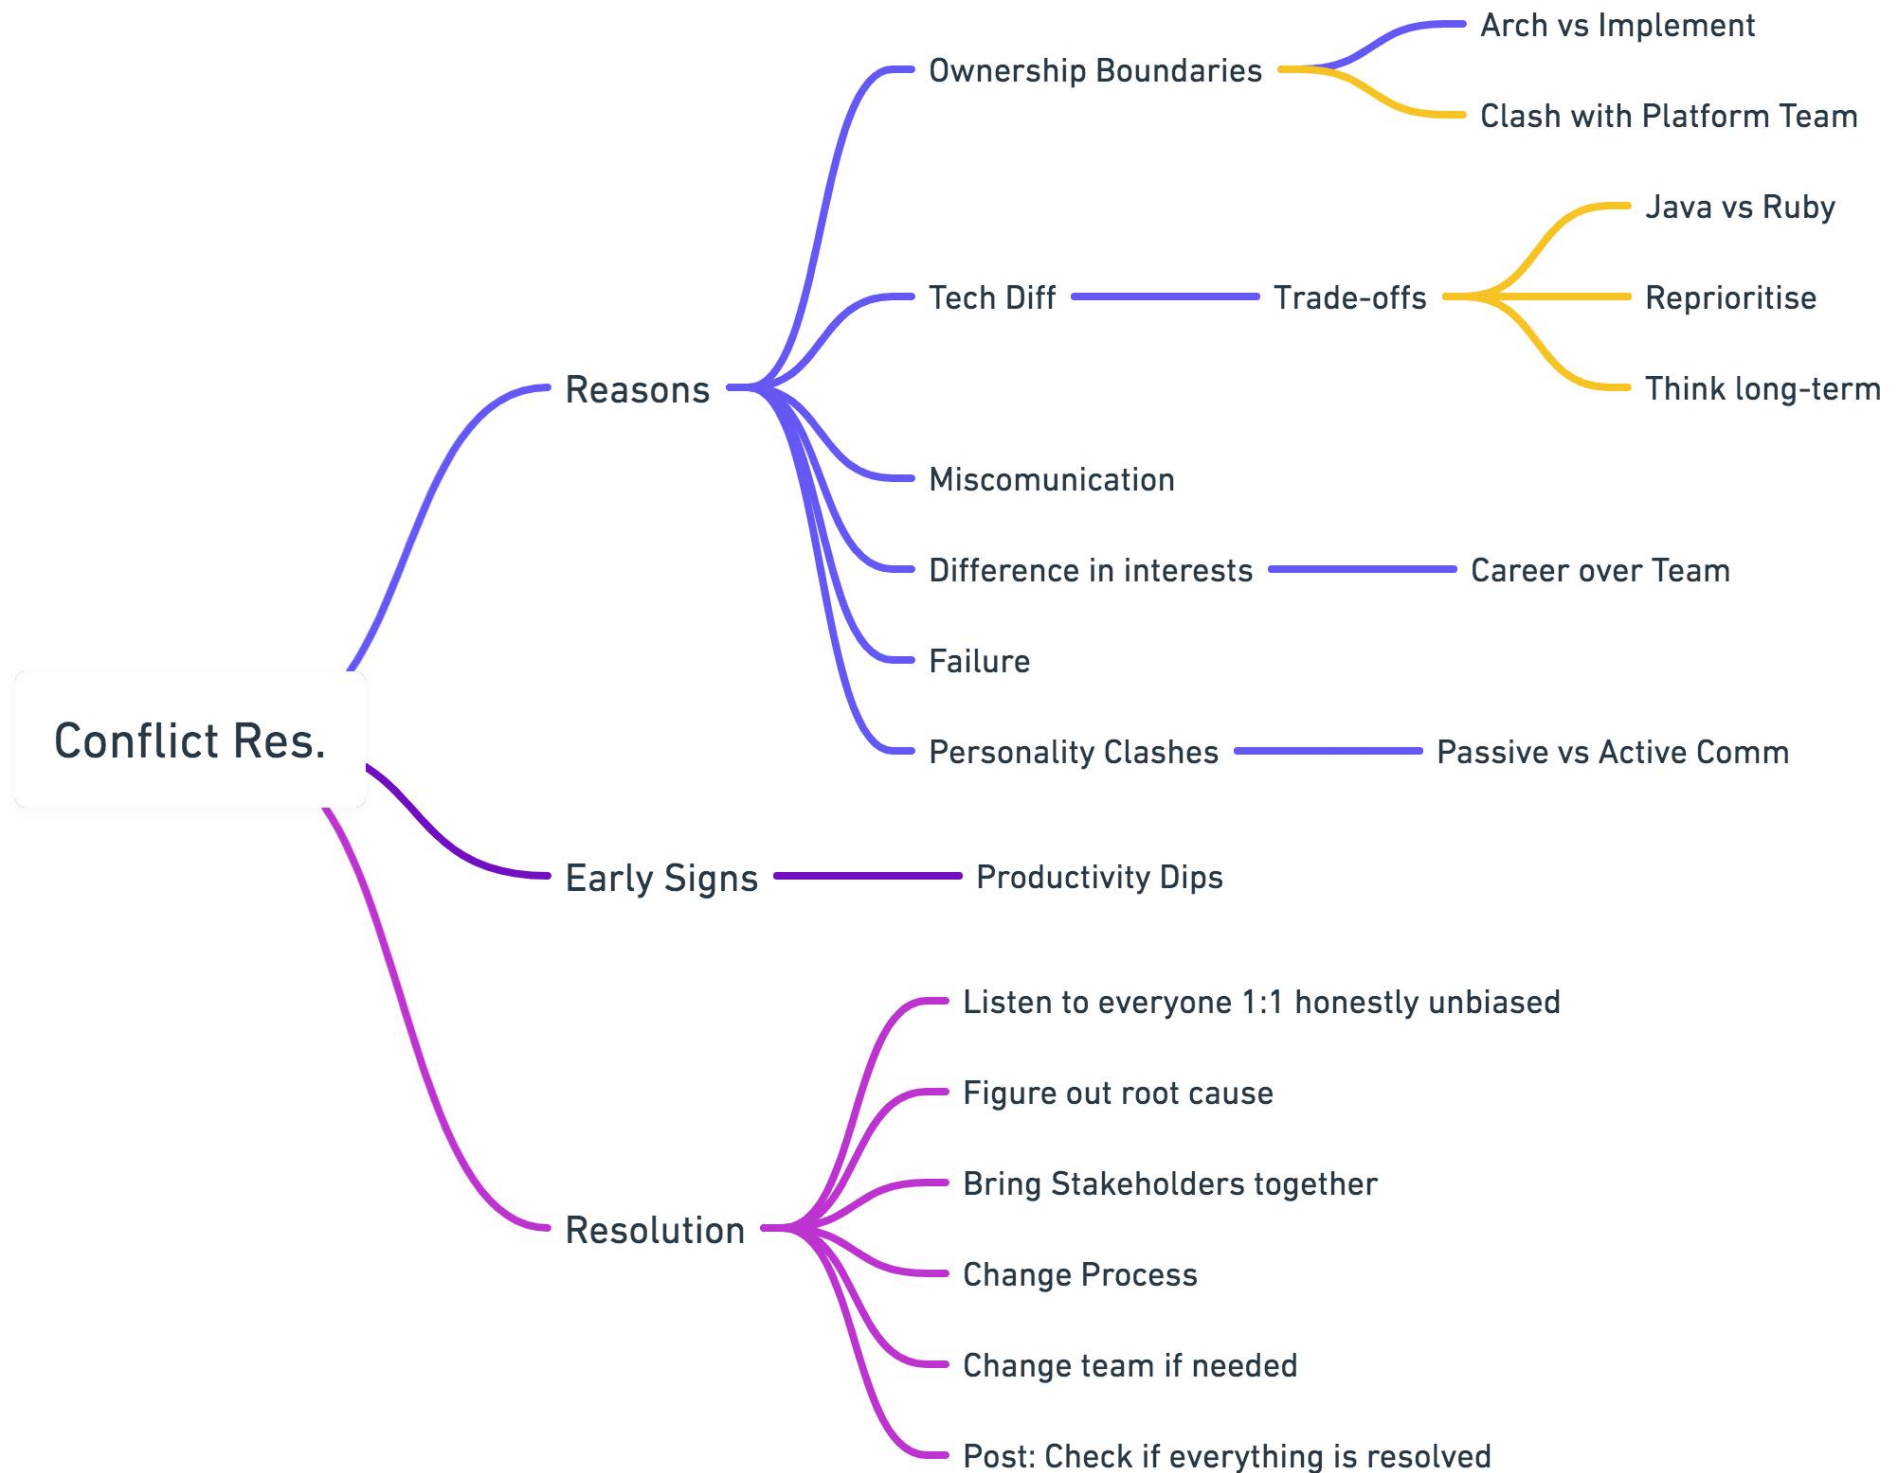 Conflict Res.
Reasons
Ownership Boundaries
Arch vs Implement
Clash with Platform Team
Tech Diff
Trade-offs
Java vs Ruby
Reprioritise
Think long-term
Miscomunication
Difference in interests
Career over Team
Failure
Personality Clashes
Passive vs Active Comm
Early Signs
Productivity Dips
Resolution
Listen to everyone 1:1 honestly unbiased
Figure out root cause
Bring Stakeholders together
Change Process
Change team if needed
Post: Check if everything is resolved